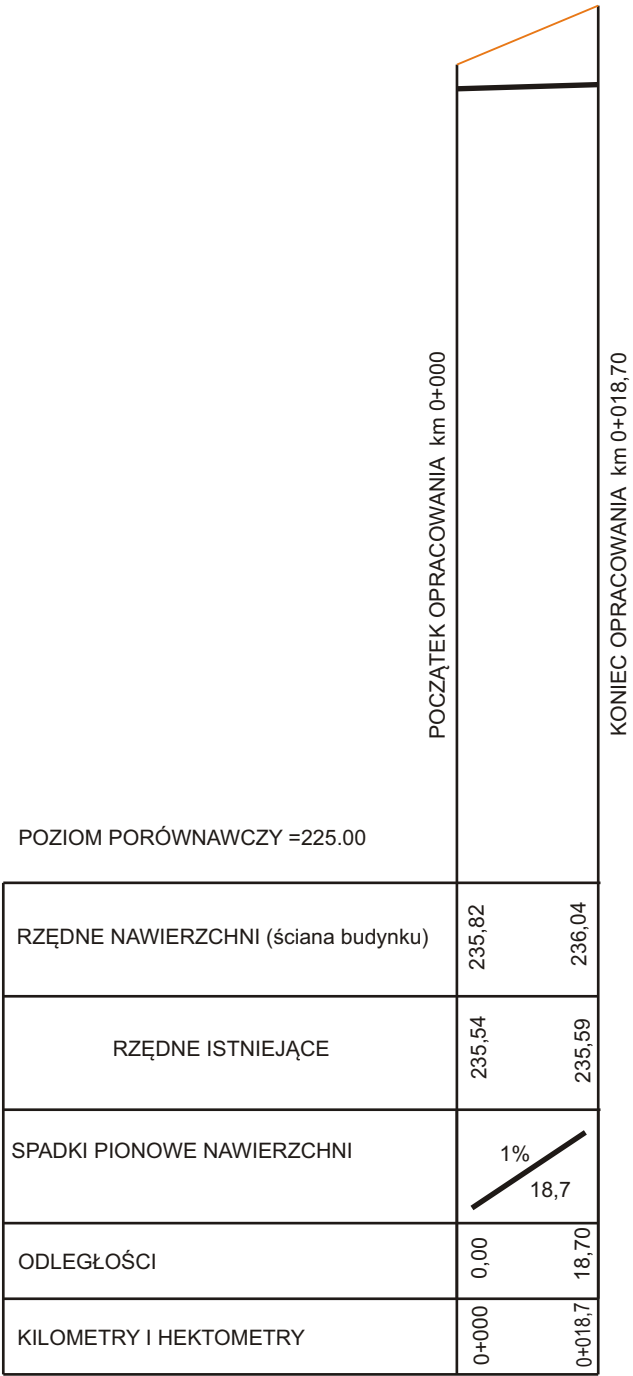 POCZĄTEK OPRACOWANIA km 0+000
KONIEC OPRACOWANIA km 0+018,70
POZIOM PORÓWNAWCZY =225.00
RZĘDNE NAWIERZCHNI (ściana budynku) 235,82 236,04
RZĘDNE ISTNIEJĄCE 235,54 235,59
SPADKI PIONOWE NAWIERZCHNI 1% 18,7
ODLEGŁOŚCI 0,00 18,70
KILOMETRY I HEKTOMETRY 0+000 0+018,7